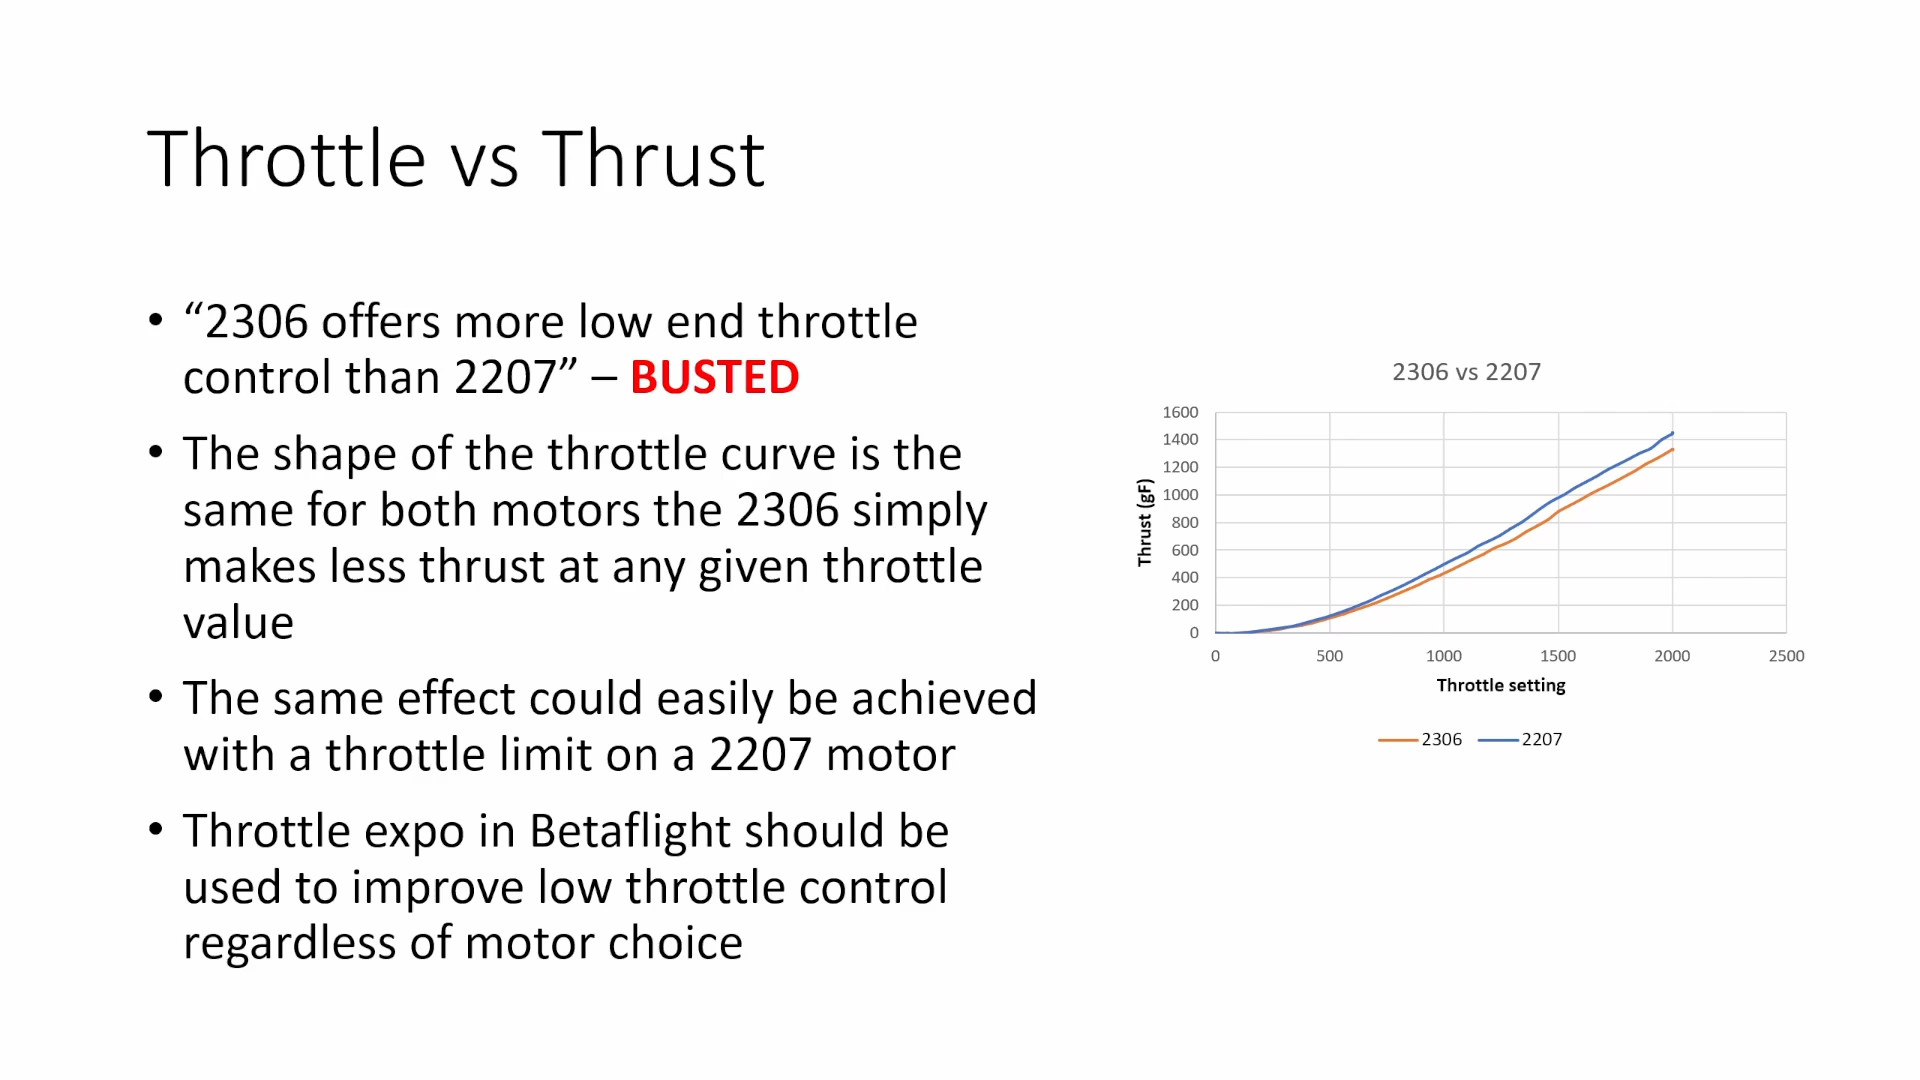 Throttle vs Thrust
• “2306 offers more low end throttle
control than 2207” – BUSTED
• The shape of the throttle curve is the
same for both motors the 2306 simply
makes less thrust at any given throttle
value
• The same effect could easily be achieved
with a throttle limit on a 2207 motor
• Throttle expo in Betaflight should be
used to improve low throttle control
regardless of motor choice
2306 vs 2207
Thrust (gF)
1600
1400
1200
1000
800
600
400
200
0
0 500 1000 1500 2000 2500
Throttle setting
2306 2207